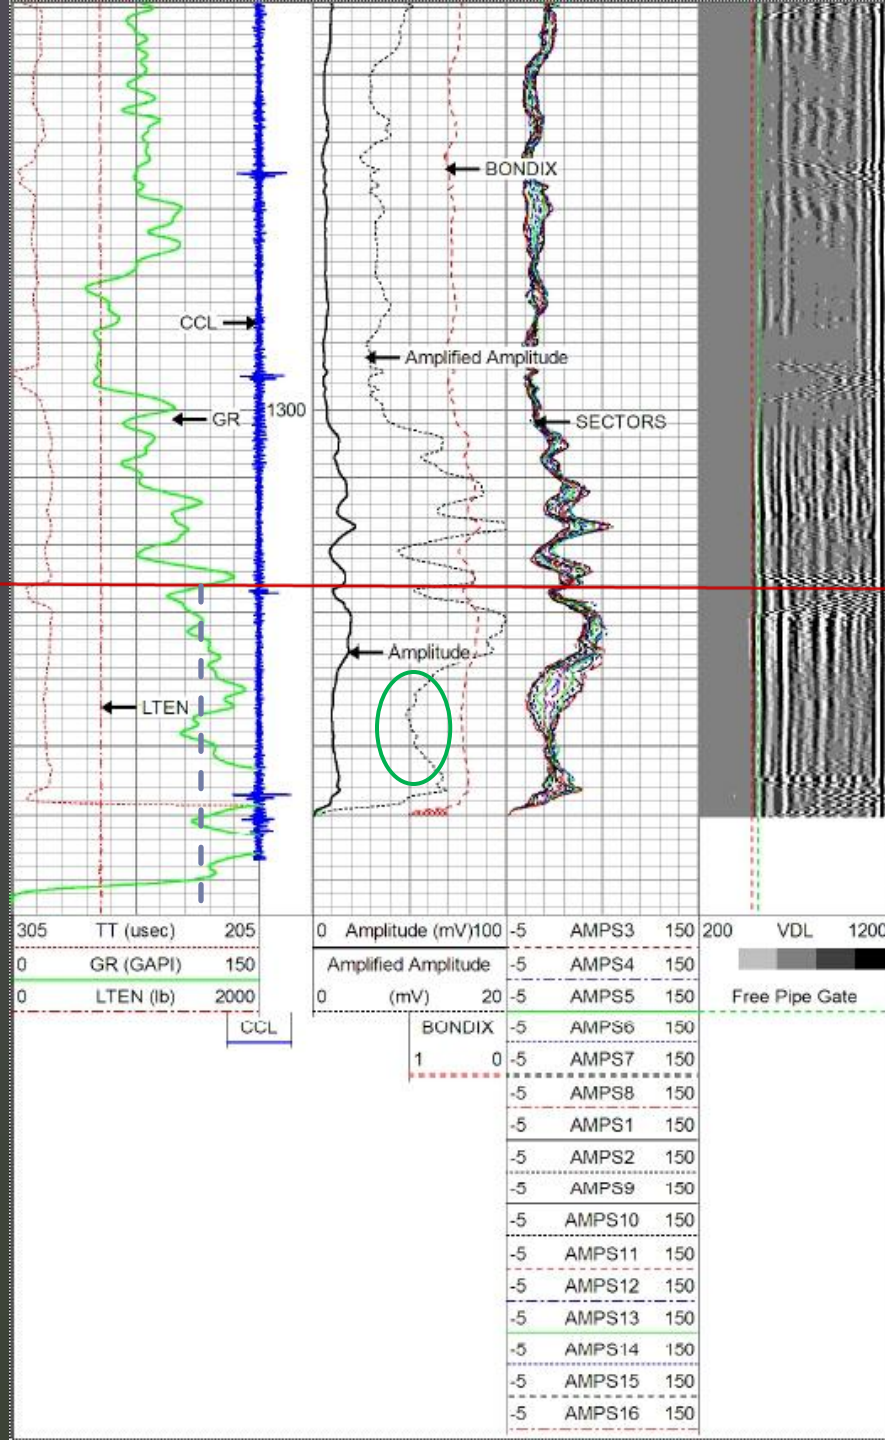 BONDIX
CCL
Amplified Amplitude
GR
1300
SECTORS
Amplitude
LTEN
305 TT (usec) 205
0 GR (GAPI) 150
0 LTEN (lb) 2000
CCL
0 Amplitude (mV) 100
Amplified Amplitude
0 (mV) 20
BONDIX
1 0
-5 AMPS3 150
-5 AMPS4 150
-5 AMPS5 150
-5 AMPS6 150
-5 AMPS7 150
-5 AMPS8 150
-5 AMPS1 150
-5 AMPS2 150
-5 AMPS9 150
-5 AMPS10 150
-5 AMPS11 150
-5 AMPS12 150
-5 AMPS13 150
-5 AMPS14 150
-5 AMPS15 150
-5 AMPS16 150
200 VDL 1200
Free Pipe Gate